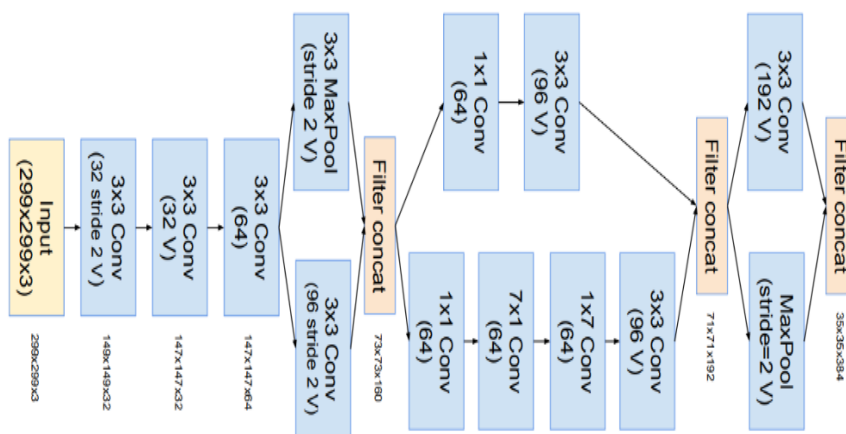 Input
(299x299x3)
299x299x3
3x3 Conv
(32 stride 2 V)
149x149x32
3x3 Conv
(32 V)
147x147x32
3x3 Conv
(64)
147x147x64
3x3 MaxPool
(stride 2 V)
3x3 Conv
(96 stride 2 V)
Filter concat
73x73x160
1x1 Conv
(64)
3x3 Conv
(96 V)
1x1 Conv
(64)
7x1 Conv
(64)
1x7 Conv
(64)
3x3 Conv
(96 V)
Filter concat
71x71x192
3x3 Conv
(192 V)
MaxPool
(stride=2 V)
Filter concat
35x35x384